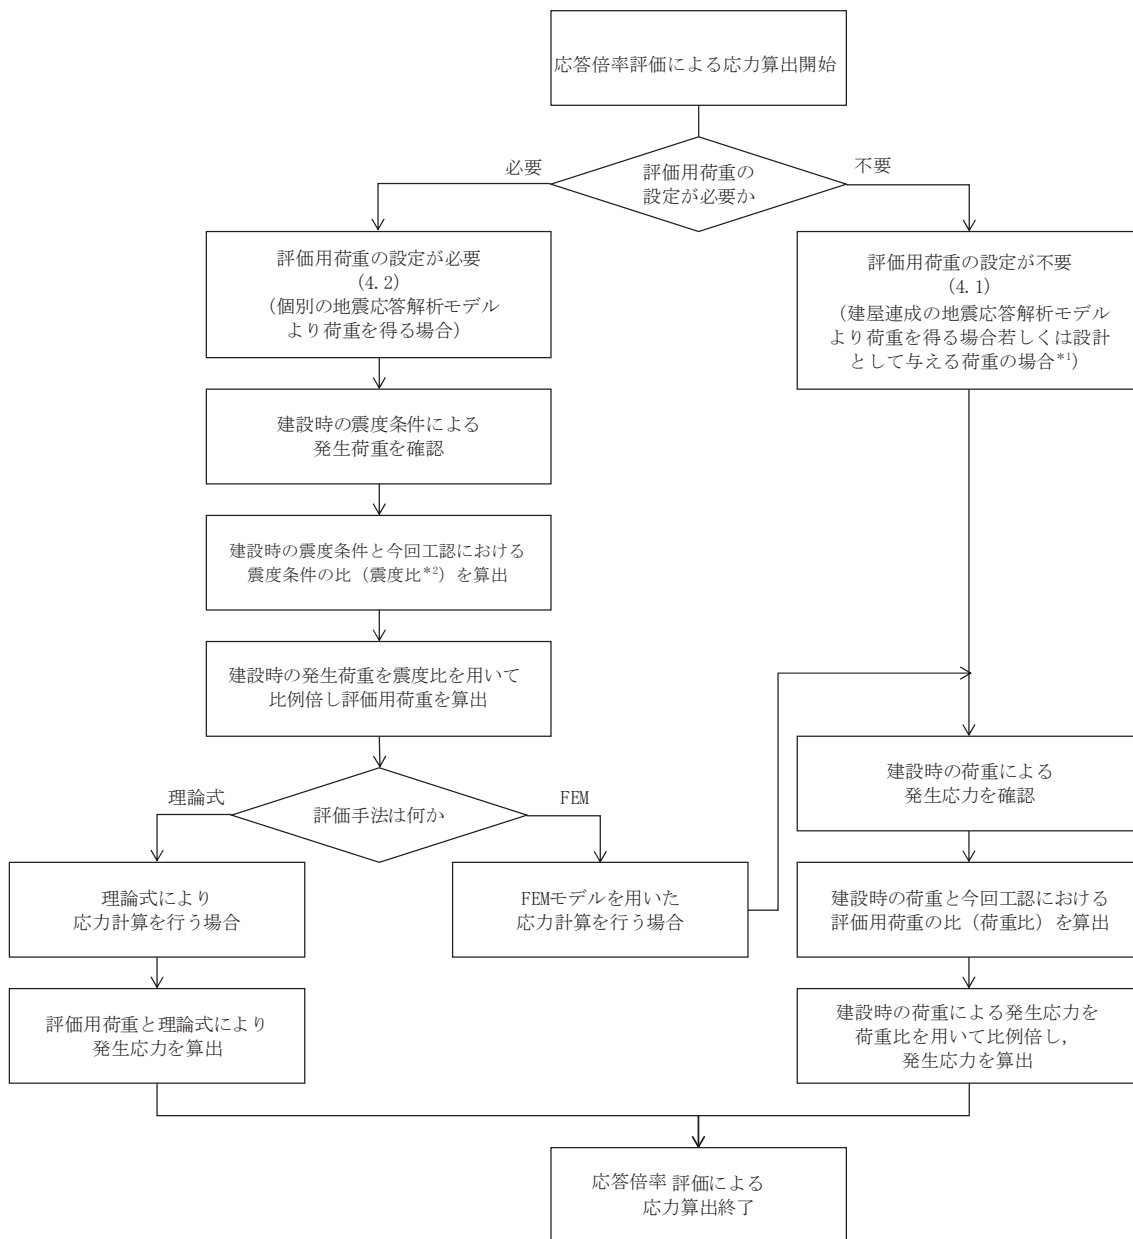 応答倍率評価による応力算出開始
必要
評価用荷重の
設定が必要か
不要
評価用荷重の設定が必要
(4.2)
(個別の地震応答解析モデル
より荷重を得る場合)
評価用荷重の設定が不要
(4.1)
(建屋連成の地震応答解析モデル
より荷重を得る場合若しくは設計
として与える荷重の場合*1)
建設時の震度条件による
発生荷重を確認
建設時の震度条件と今回工認における
震度条件の比(震度比*2)を算出
建設時の発生荷重を震度比を用いて
比例倍し評価用荷重を算出
理論式
評価手法は何か
FEM
理論式により
応力計算を行う場合
FEMモデルを用いた
応力計算を行う場合
評価用荷重と理論式により
発生応力を算出
建設時の荷重による
発生応力を確認
建設時の荷重と今回工認における
評価用荷重の比(荷重比)を算出
建設時の荷重による発生応力を
荷重比を用いて比例倍し,
発生応力を算出
応答倍率 評価による
応力算出終了